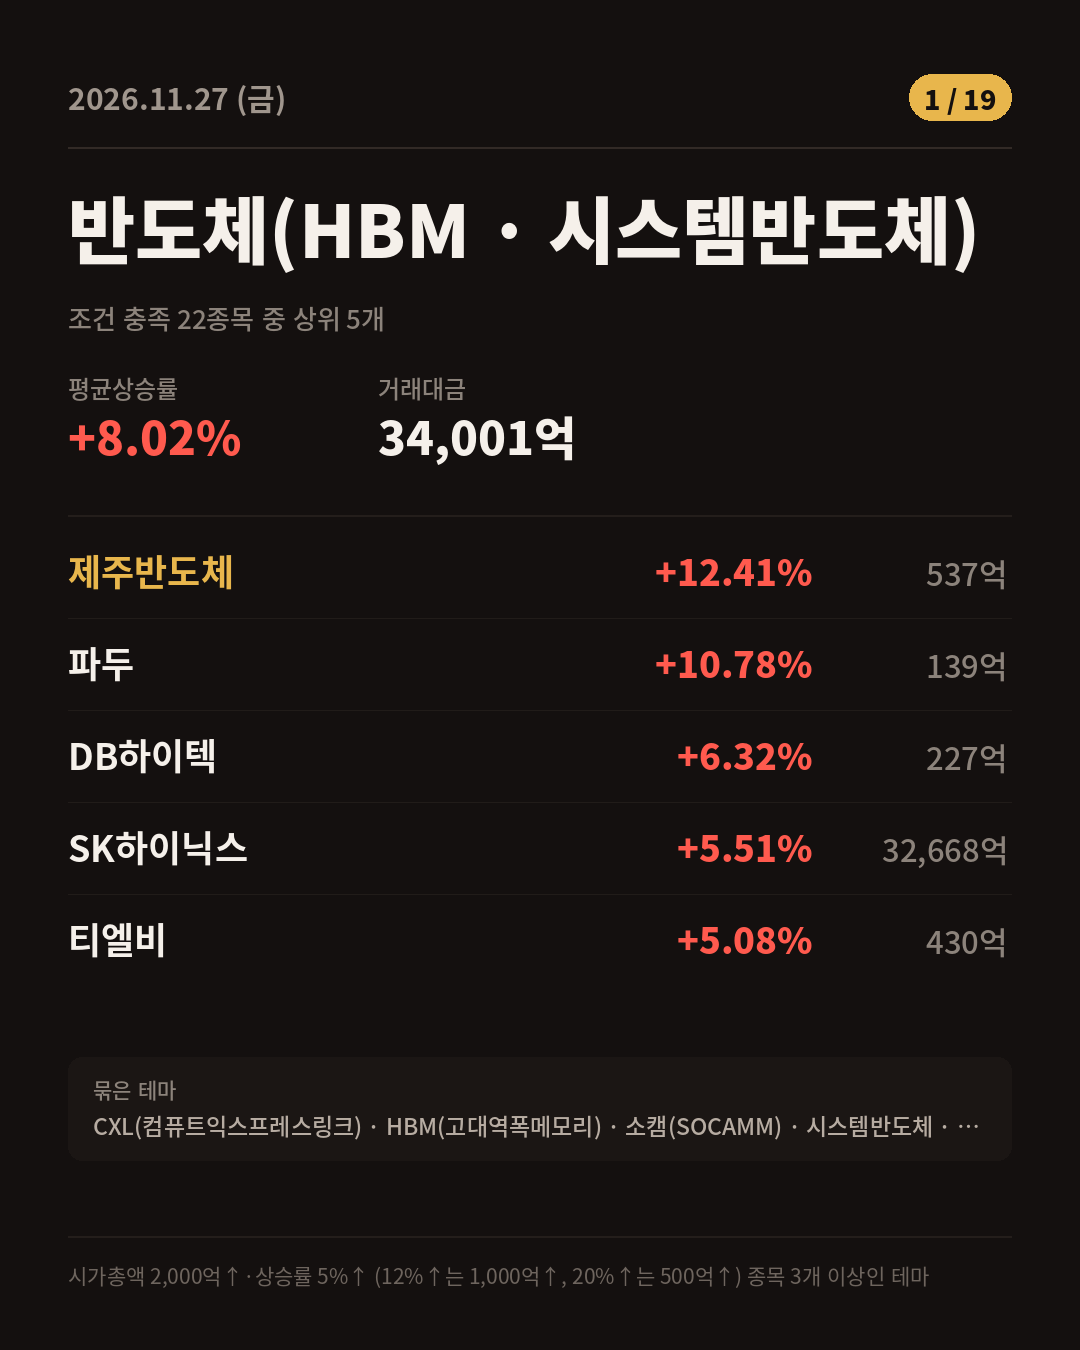 2026.11.27 (금)
1 / 19
반도체(HBM · 시스템반도체)
조건 충족 22종목 중 상위 5개
평균상승률 거래대금
+8.02% 34,001억
제주반도체 +12.41% 537억
파두 +10.78% 139억
DB하이텍 +6.32% 227억
SK하이닉스 +5.51% 32,668억
티엘비 +5.08% 430억
묶은 테마
CXL(컴퓨트익스프레스링크) · HBM(고대역폭메모리) · 소캠(SOCAMM) · 시스템반도체 · …
시가총액 2,000억↑ · 상승률 5%↑ (12%↑는 1,000억↑, 20%↑는 500억↑) 종목 3개 이상인 테마